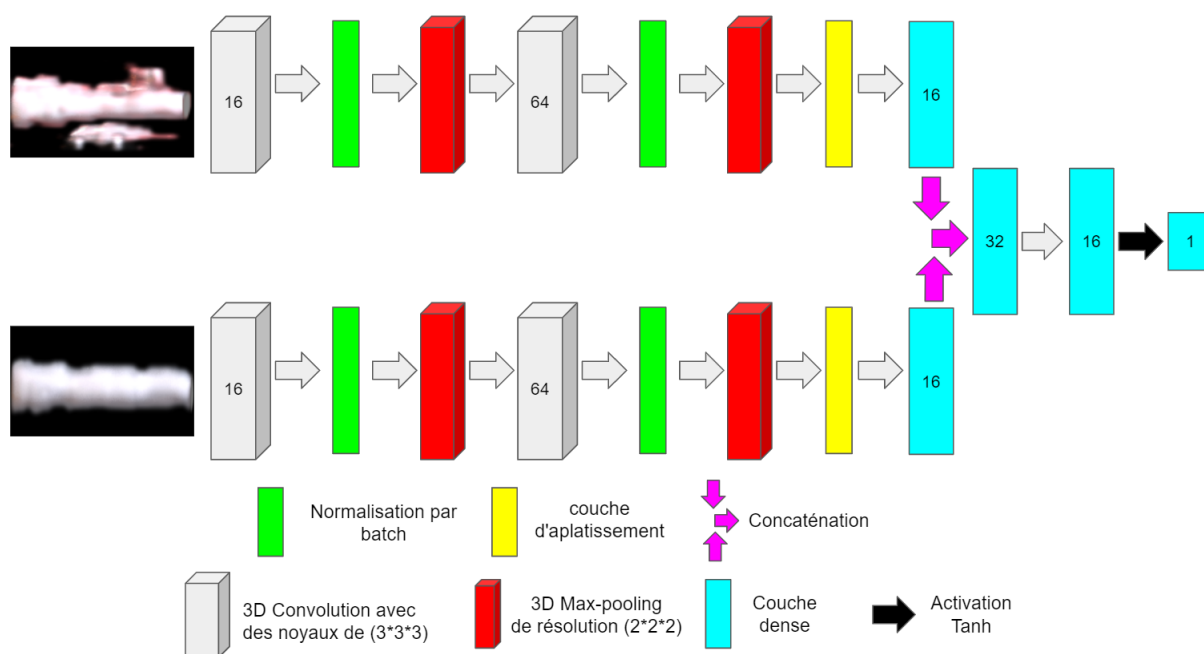 16
64
16
32
16
1
16
64
16
Normalisation par
batch
couche
d'aplatissement
Concaténation
3D Convolution avec
des noyaux de (3*3*3)
3D Max-pooling
de résolution (2*2*2)
Couche
dense
Activation
Tanh